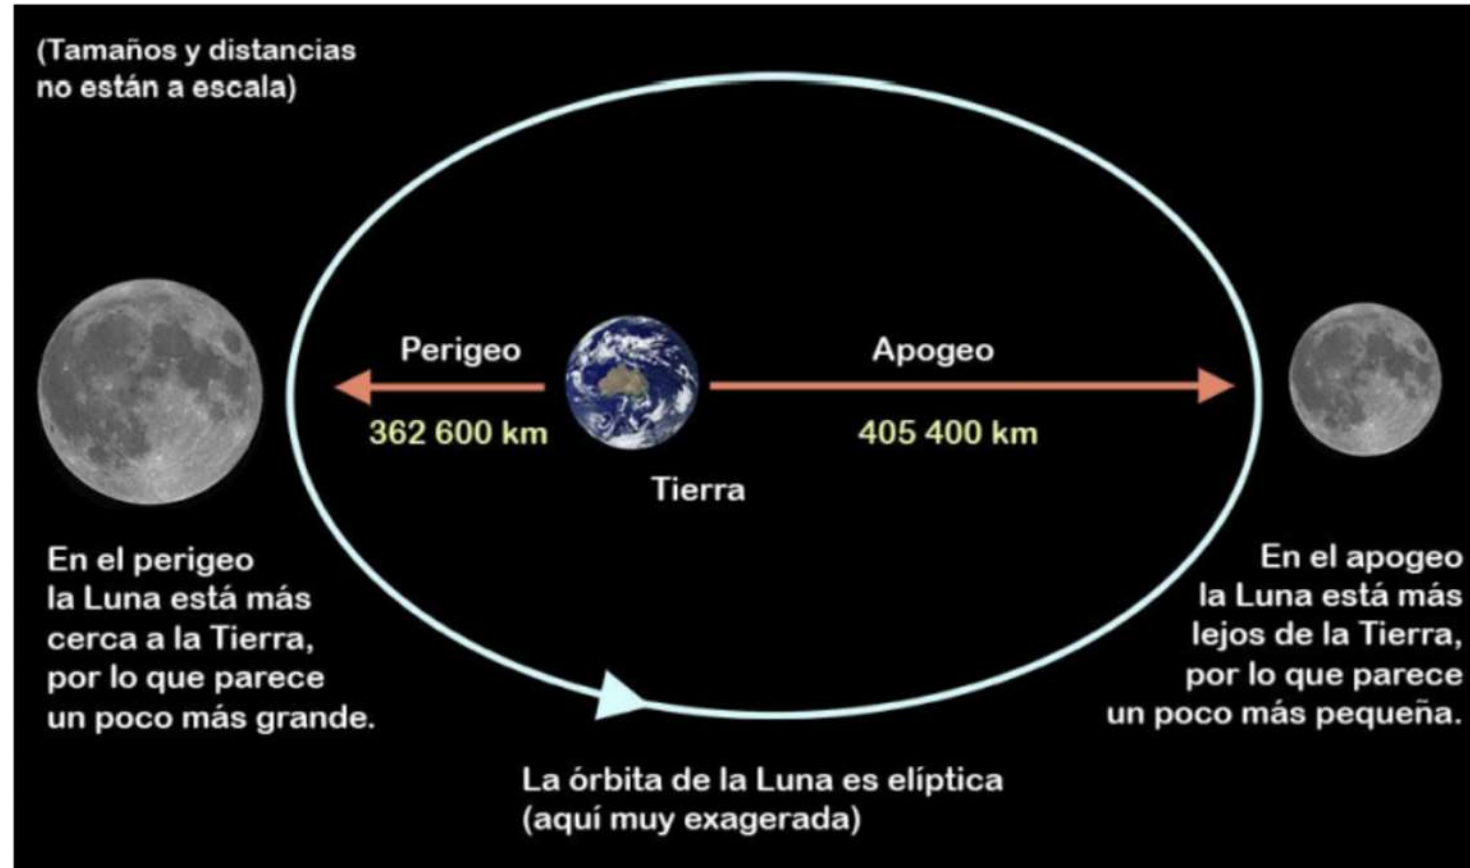 (Tamaños y distancias
no están a escala)
Perigeo
362 600 km
Apogeo
405 400 km
Tierra
En el perigeo
la Luna está más
cerca a la Tierra,
por lo que parece
un poco más grande.
En el apogeo
la Luna está más
lejos de la Tierra,
por lo que parece
un poco más pequeña.
La órbita de la Luna es elíptica
(aquí muy exagerada)